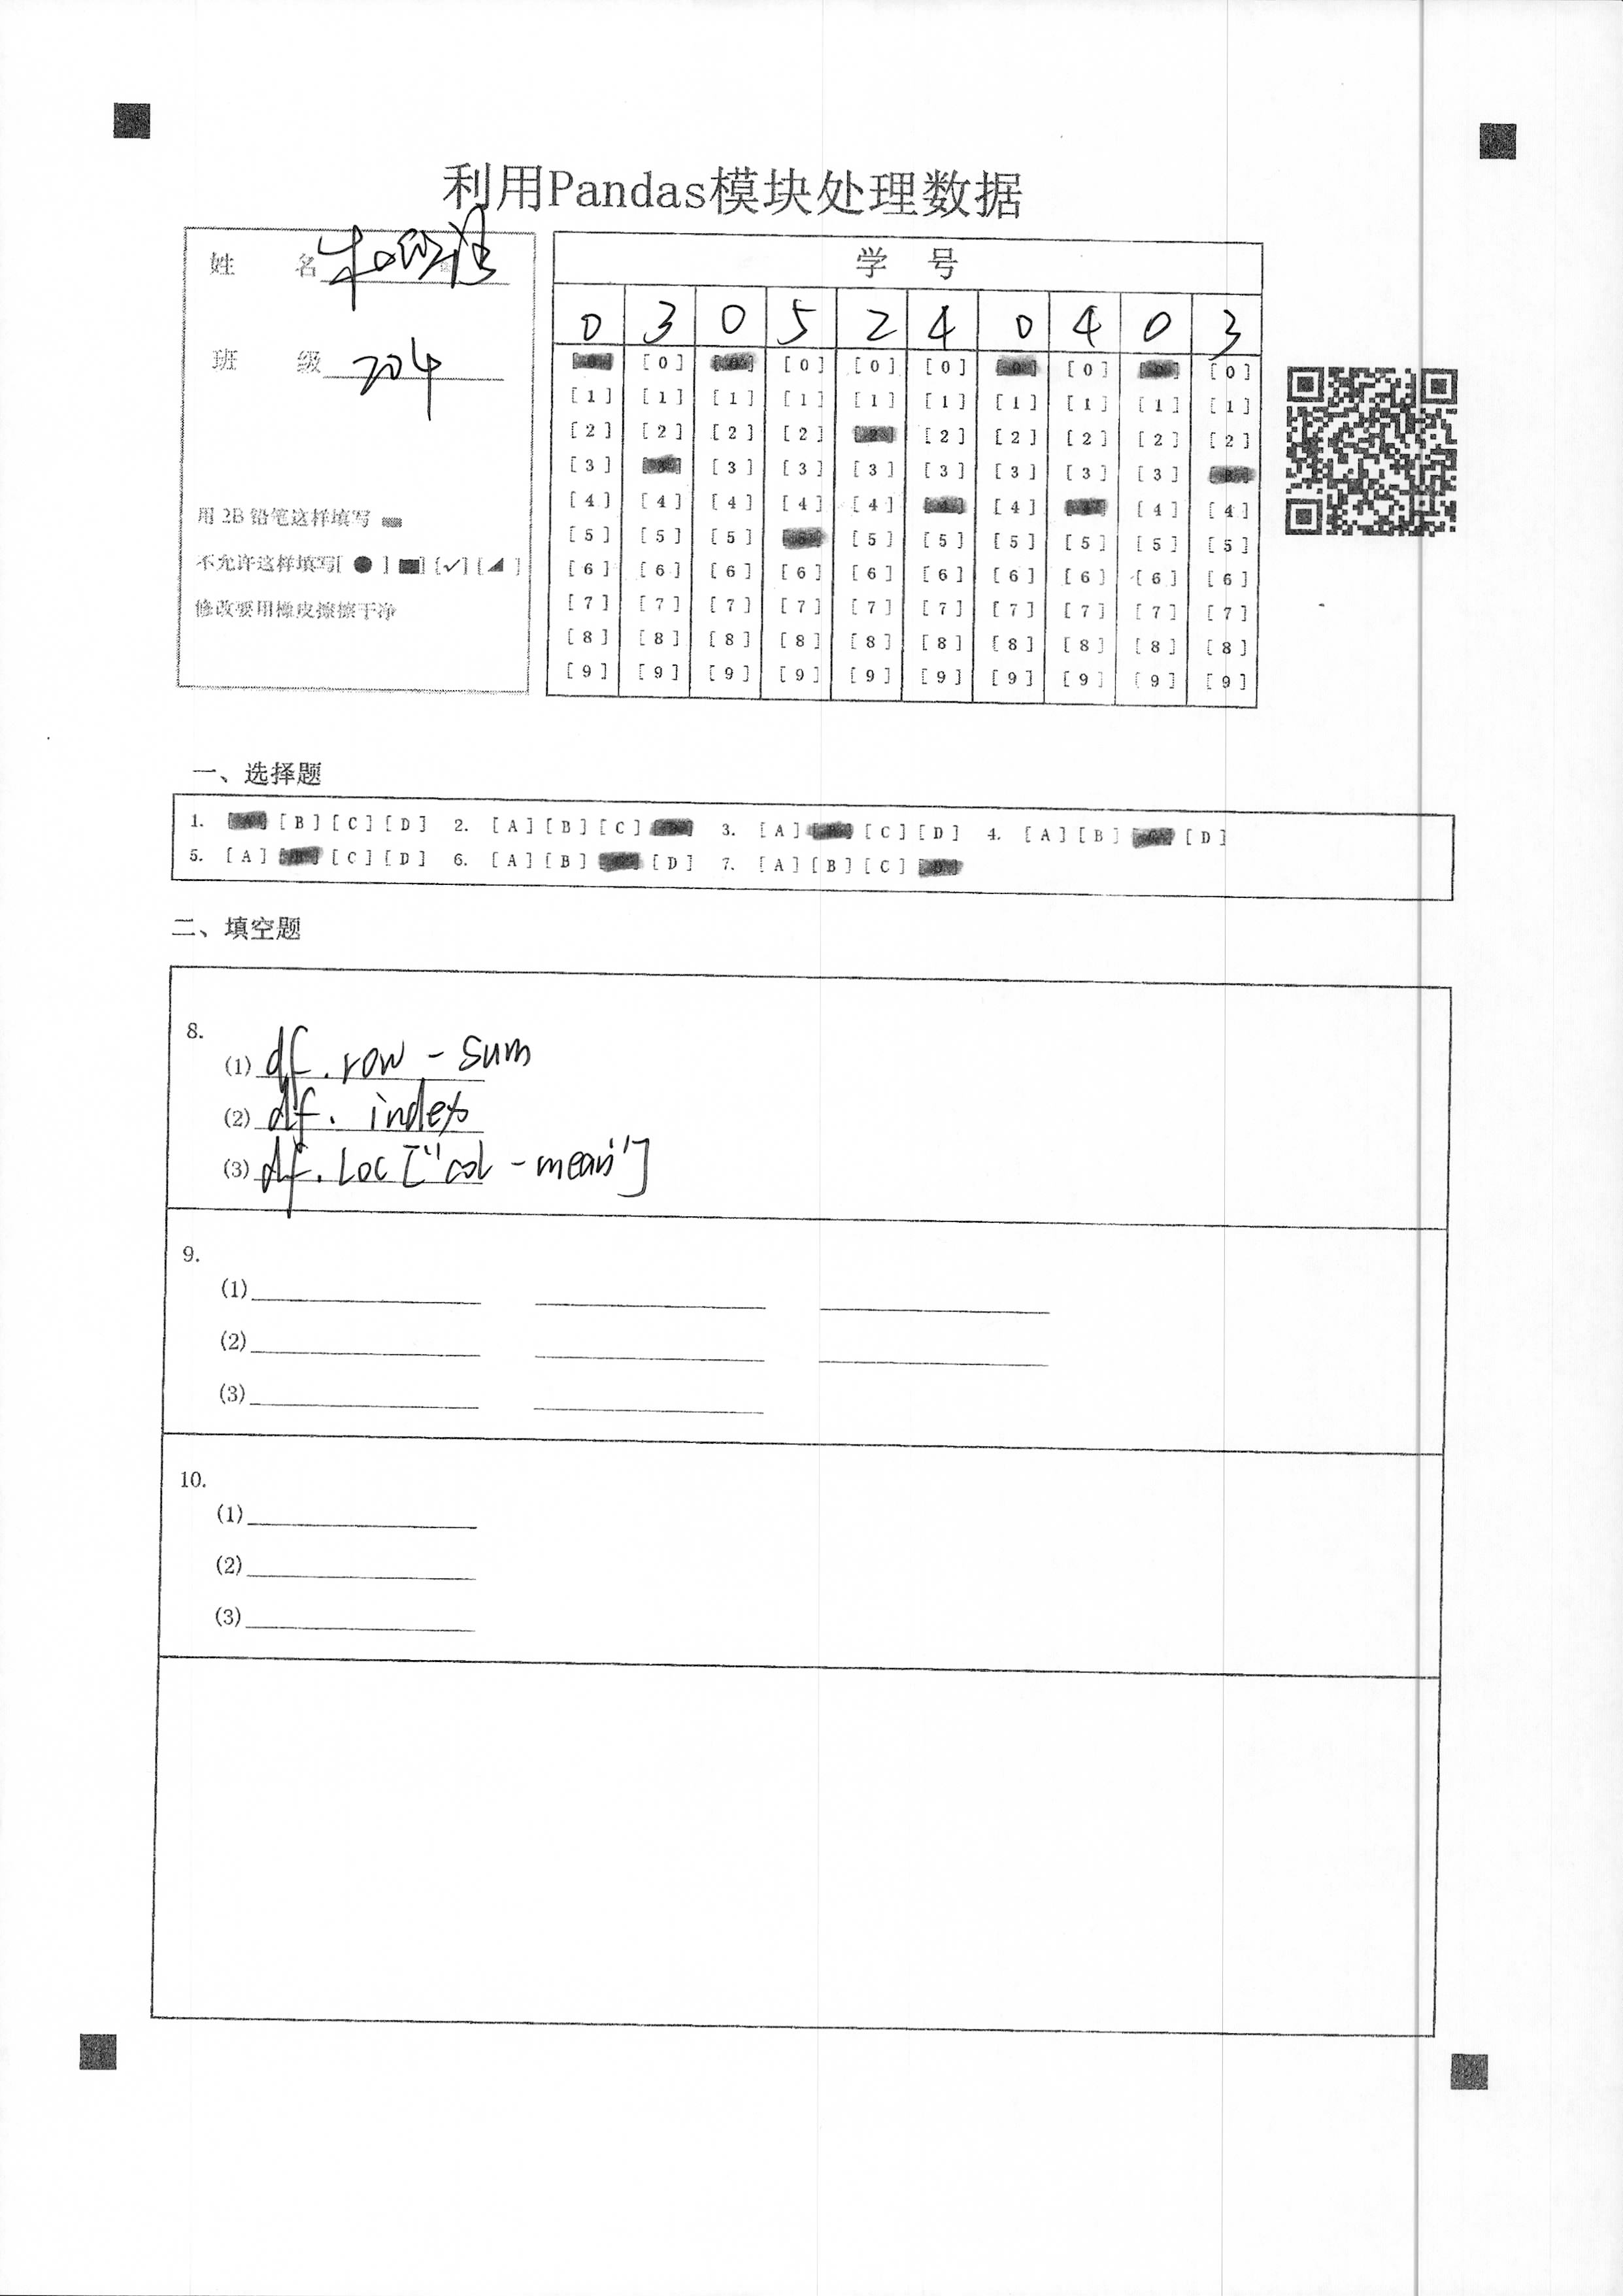 利用Pandas模块处理数据
姓 名
班 级 204
用 2B 铅笔这样填写
不允许这样填写[ ● ] [■] [✓] [◢ ]
修改要用橡皮擦擦干净
学 号
0 3 0 5 2 4 0 4 0 3
[0] [0] [0] [0] [0] [0] [0] [0] [0] [0]
[1] [1] [1] [1] [1] [1] [1] [1] [1] [1]
[2] [2] [2] [2] [2] [2] [2] [2] [2] [2]
[3] [3] [3] [3] [3] [3] [3] [3] [3] [3]
[4] [4] [4] [4] [4] [4] [4] [4] [4] [4]
[5] [5] [5] [5] [5] [5] [5] [5] [5] [5]
[6] [6] [6] [6] [6] [6] [6] [6] [6] [6]
[7] [7] [7] [7] [7] [7] [7] [7] [7] [7]
[8] [8] [8] [8] [8] [8] [8] [8] [8] [8]
[9] [9] [9] [9] [9] [9] [9] [9] [9] [9]
一、选择题
1. [A] [B] [C] [D] 2. [A] [B] [C] [D] 3. [A] [B] [C] [D] 4. [A] [B] [C] [D]
5. [A] [B] [C] [D] 6. [A] [B] [C] [D] 7. [A] [B] [C] [D]
二、填空题
8.
(1) df.row-sum
(2) df.index
(3) df.loc["col-mean"]
9.
(1)
(2)
(3)
10.
(1)
(2)
(3)